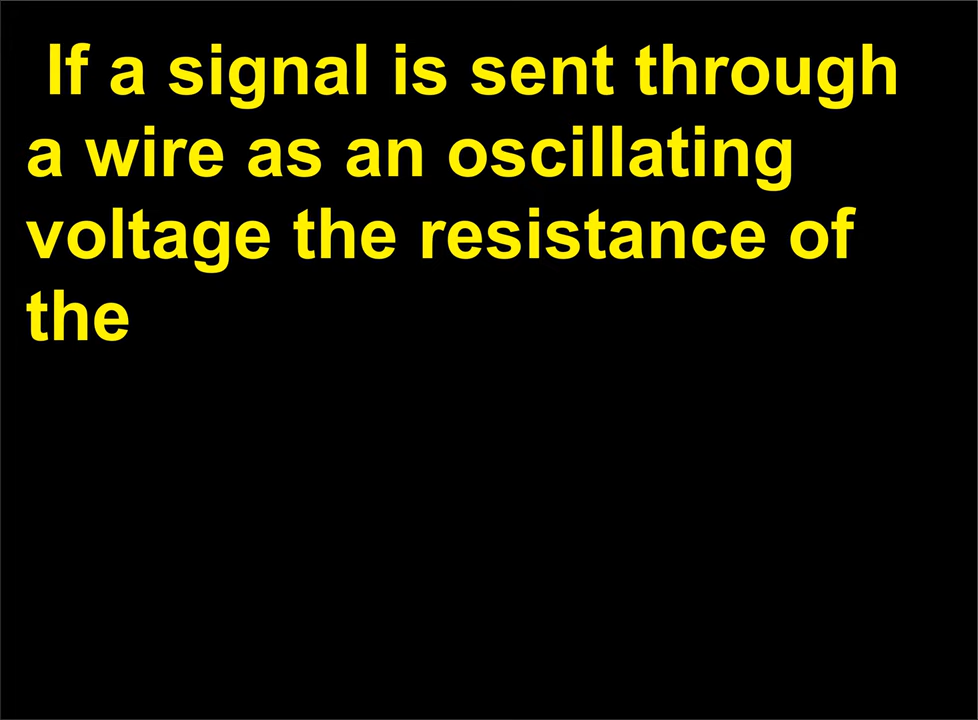 If a signal is sent through
a wire as an oscillating
voltage the resistance of
the